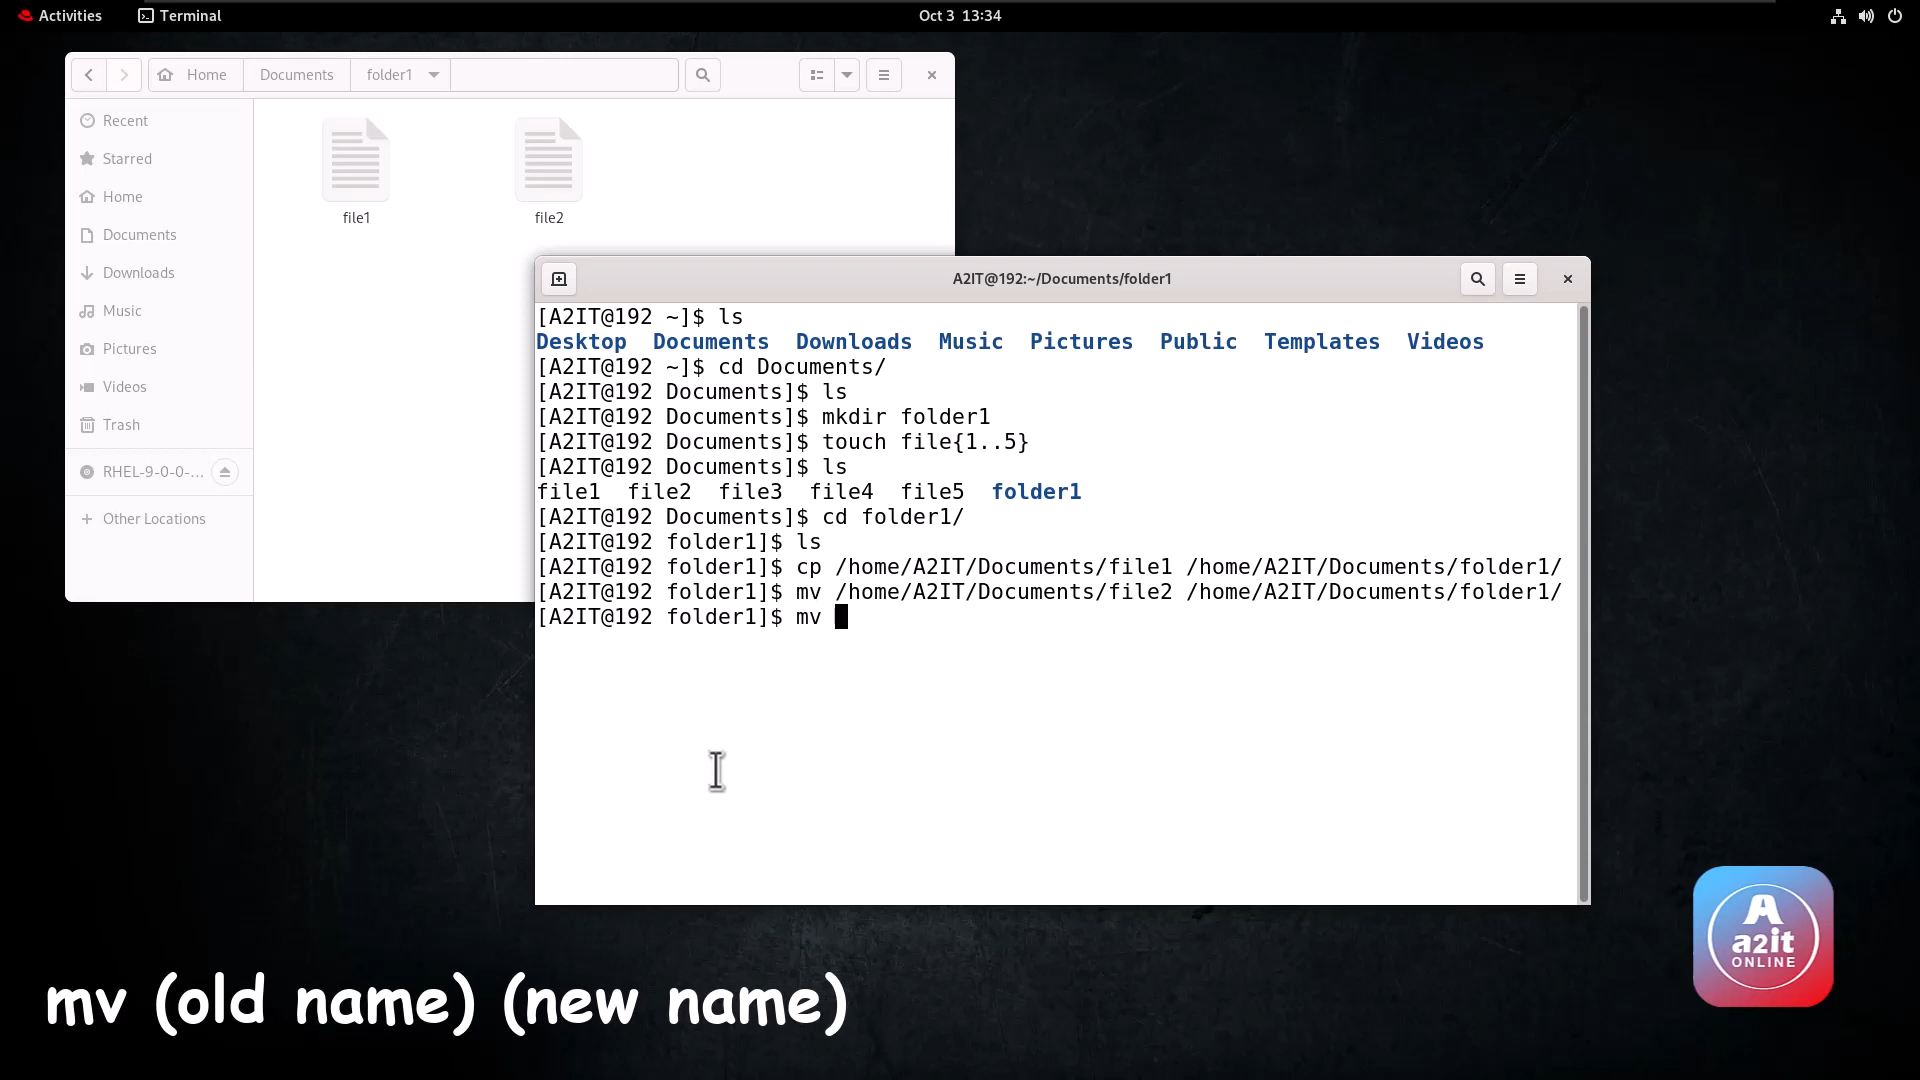 Activities Terminal Oct 3 13:34
Home Documents folder1
Recent
Starred
Home
Documents
Downloads
Music
Pictures
Videos
Trash
RHEL-9-0-0-...
+ Other Locations
file1 file2
A2IT@192:~/Documents/folder1
[A2IT@192 ~]$ ls
Desktop Documents Downloads Music Pictures Public Templates Videos
[A2IT@192 ~]$ cd Documents/
[A2IT@192 Documents]$ ls
[A2IT@192 Documents]$ mkdir folder1
[A2IT@192 Documents]$ touch file{1..5}
[A2IT@192 Documents]$ ls
file1 file2 file3 file4 file5 folder1
[A2IT@192 Documents]$ cd folder1/
[A2IT@192 folder1]$ ls
[A2IT@192 folder1]$ cp /home/A2IT/Documents/file1 /home/A2IT/Documents/folder1/
[A2IT@192 folder1]$ mv /home/A2IT/Documents/file2 /home/A2IT/Documents/folder1/
[A2IT@192 folder1]$ mv
A
a2it
ONLINE
mv (old name) (new name)